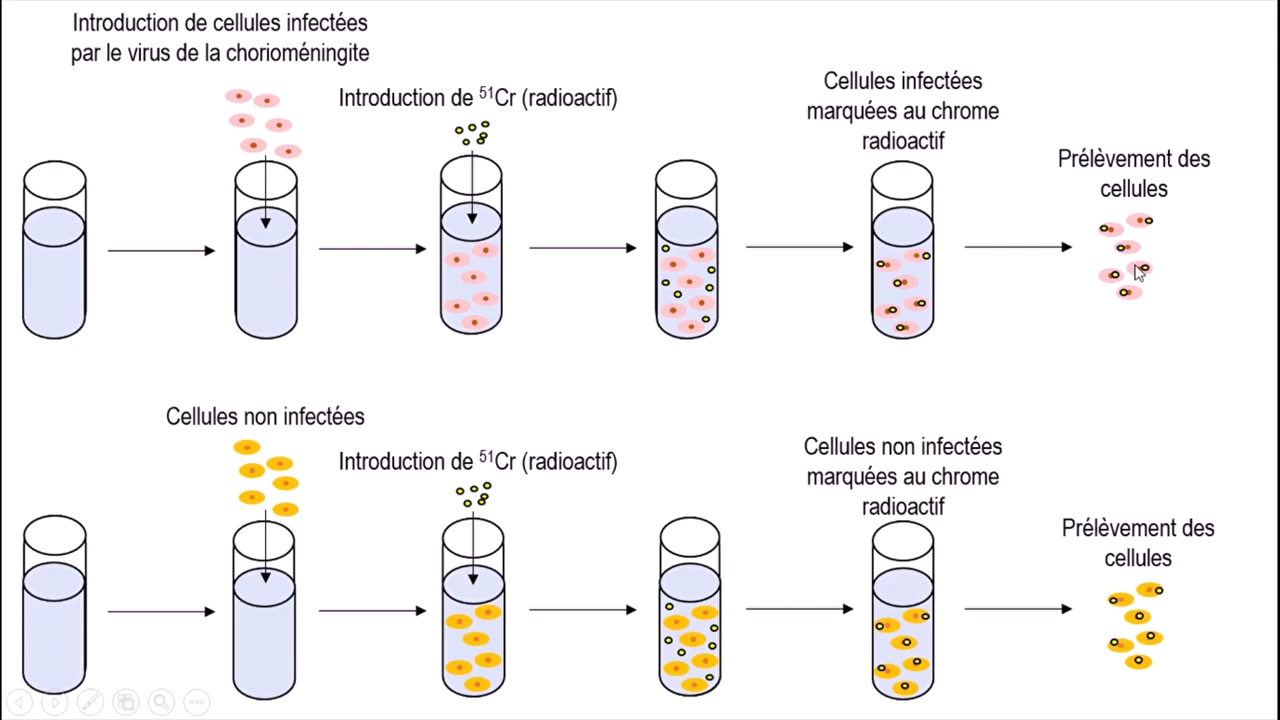 Introduction de cellules infectées
par le virus de la chorioméningite
Introduction de ⁵¹Cr (radioactif)
Cellules infectées
marquées au chrome
radioactif
Prélèvement des
cellules
Cellules non infectées
Introduction de ⁵¹Cr (radioactif)
Cellules non infectées
marquées au chrome
radioactif
Prélèvement des
cellules